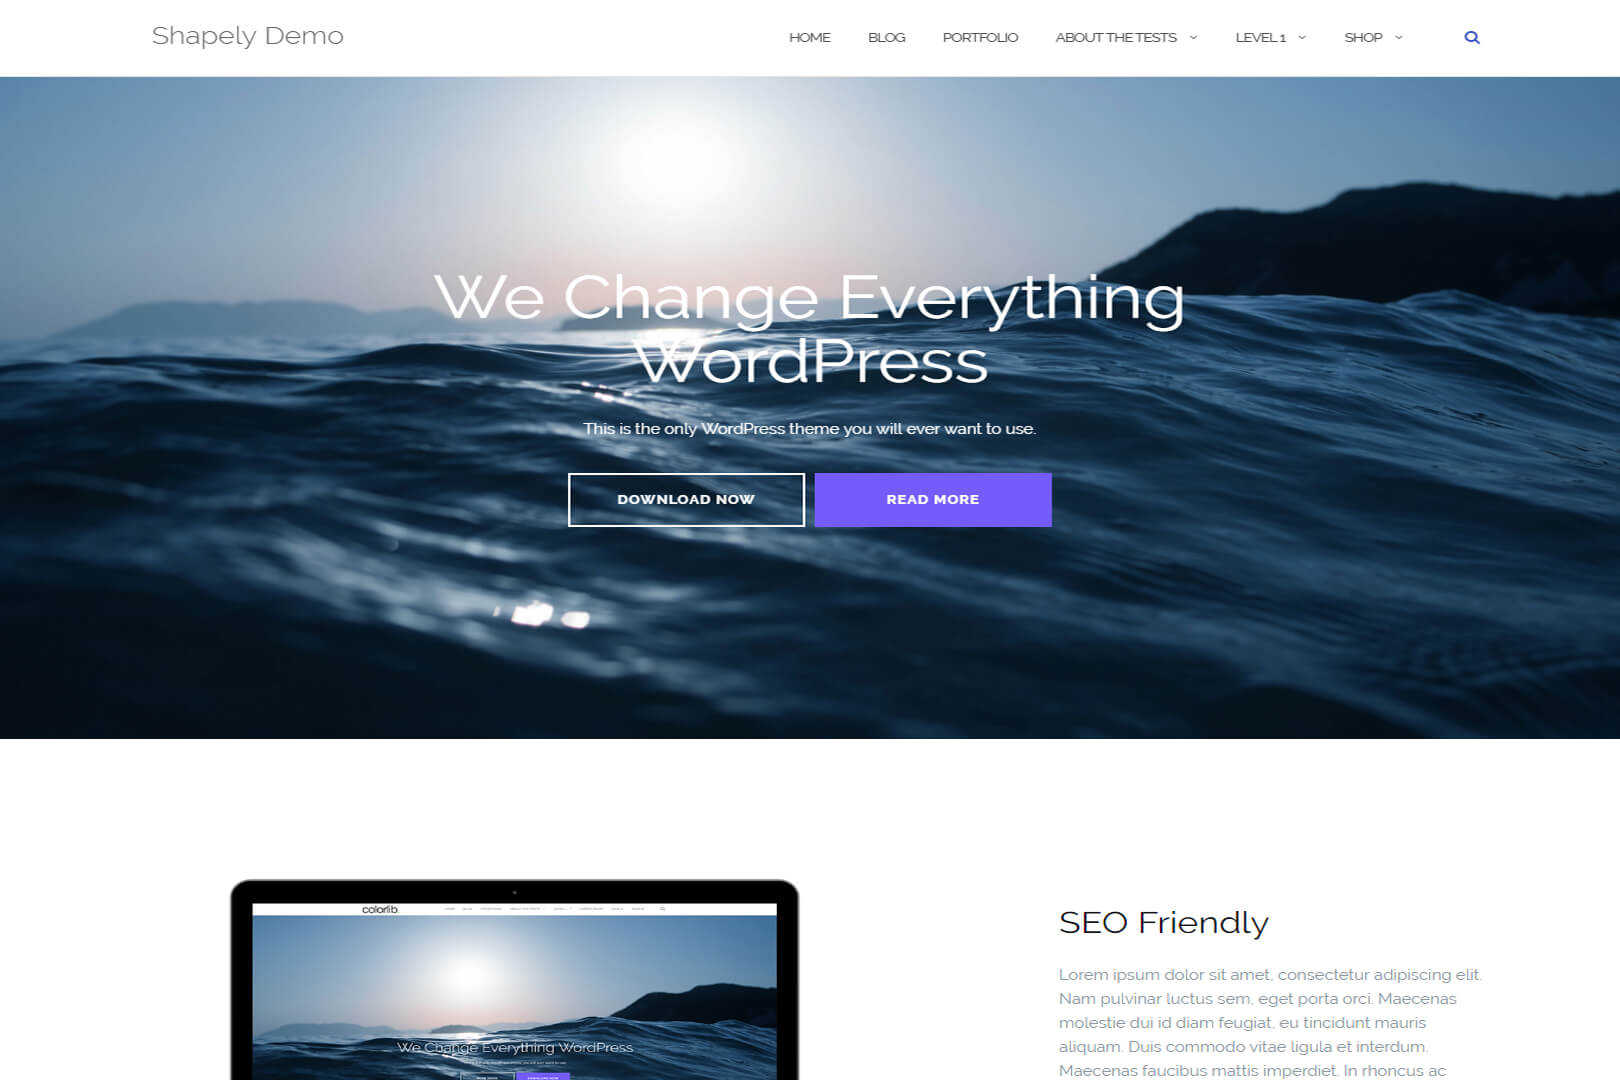 Shapely Demo
HOME BLOG PORTFOLIO ABOUT THE TESTS LEVEL 1 SHOP
We Change Everything
WordPress
This is the only WordPress theme you will ever want to use.
DOWNLOAD NOW READ MORE
colorlib.
We Change Everything WordPress
SEO Friendly
Lorem ipsum dolor sit amet, consectetur adipiscing elit.
Nam pulvinar luctus sem, eget porta orci. Maecenas
molestie dui id diam feugiat, eu tincidunt mauris
aliquam. Duis commodo vitae ligula et interdum.
Maecenas faucibus mattis imperdiet. In rhoncus ac